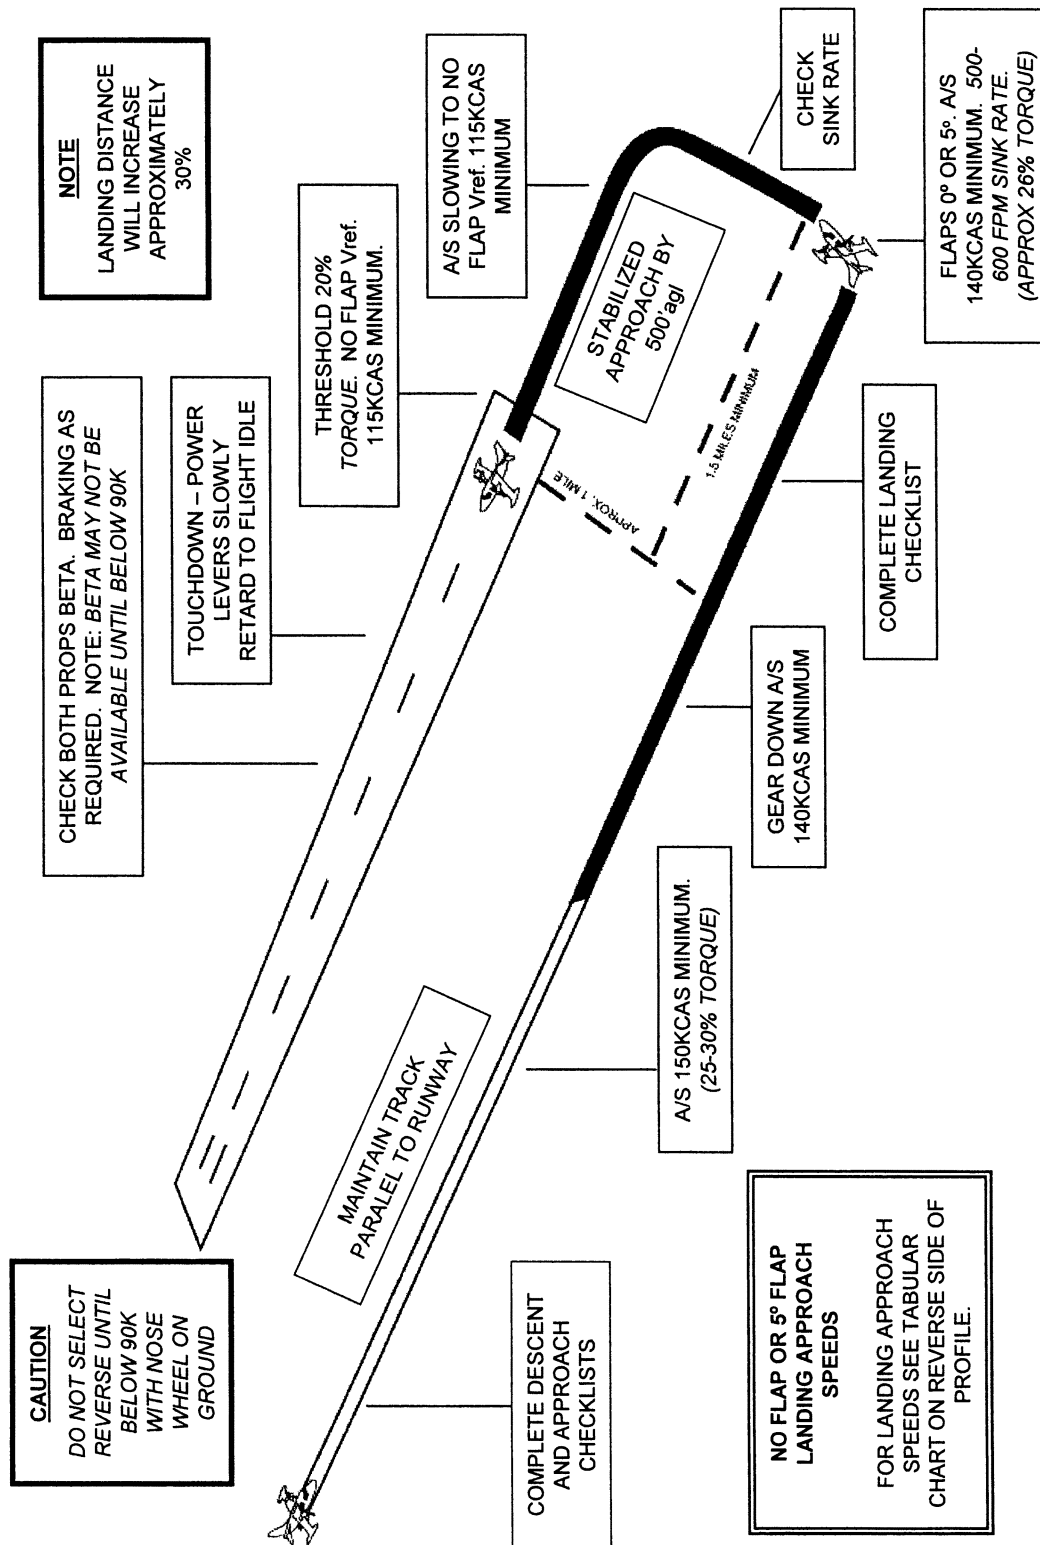 NOTE
LANDING DISTANCE
WILL INCREASE
APPROXIMATELY
30%
A/S SLOWING TO NO
FLAP Vref. 115KCAS
MINIMUM
CHECK
SINK RATE
FLAPS 0º OR 5º. A/S
140KCAS MINIMUM. 500-
600 FPM SINK RATE.
(APPROX 26% TORQUE)
THRESHOLD 20%
TORQUE. NO FLAP Vref.
115KCAS MINIMUM.
STABILIZED
APPROACH BY
500'agl
CHECK BOTH PROPS BETA. BRAKING AS
REQUIRED. NOTE: BETA MAY NOT BE
AVAILABLE UNTIL BELOW 90K
TOUCHDOWN – POWER
LEVERS SLOWLY
RETARD TO FLIGHT IDLE
APPROX. 1 MILE
1.5 MILES MINIMUM
COMPLETE LANDING
CHECKLIST
GEAR DOWN A/S
140KCAS MINIMUM
A/S 150KCAS MINIMUM.
(25-30% TORQUE)
MAINTAIN TRACK
PARALEL TO RUNWAY
CAUTION
DO NOT SELECT
REVERSE UNTIL
BELOW 90K
WITH NOSE
WHEEL ON
GROUND
COMPLETE DESCENT
AND APPROACH
CHECKLISTS
NO FLAP OR 5º FLAP
LANDING APPROACH
SPEEDS
FOR LANDING APPROACH
SPEEDS SEE TABULAR
CHART ON REVERSE SIDE OF
PROFILE.